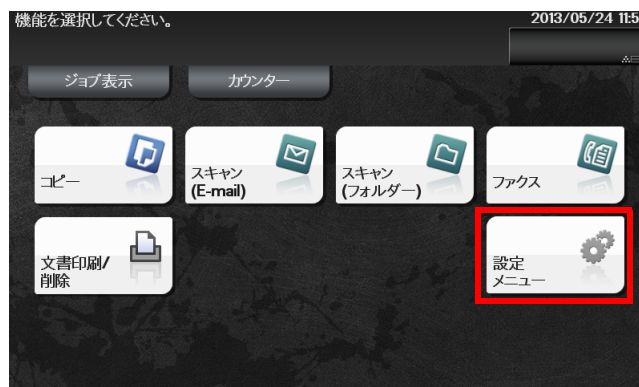 機能を選択してください。
2013/05/24 11:5
ジョブ表示
カウンター
コピー
スキャン
(E-mail)
スキャン
(フォルダー)
ファクス
文書印刷/
削除
設定
メニュー